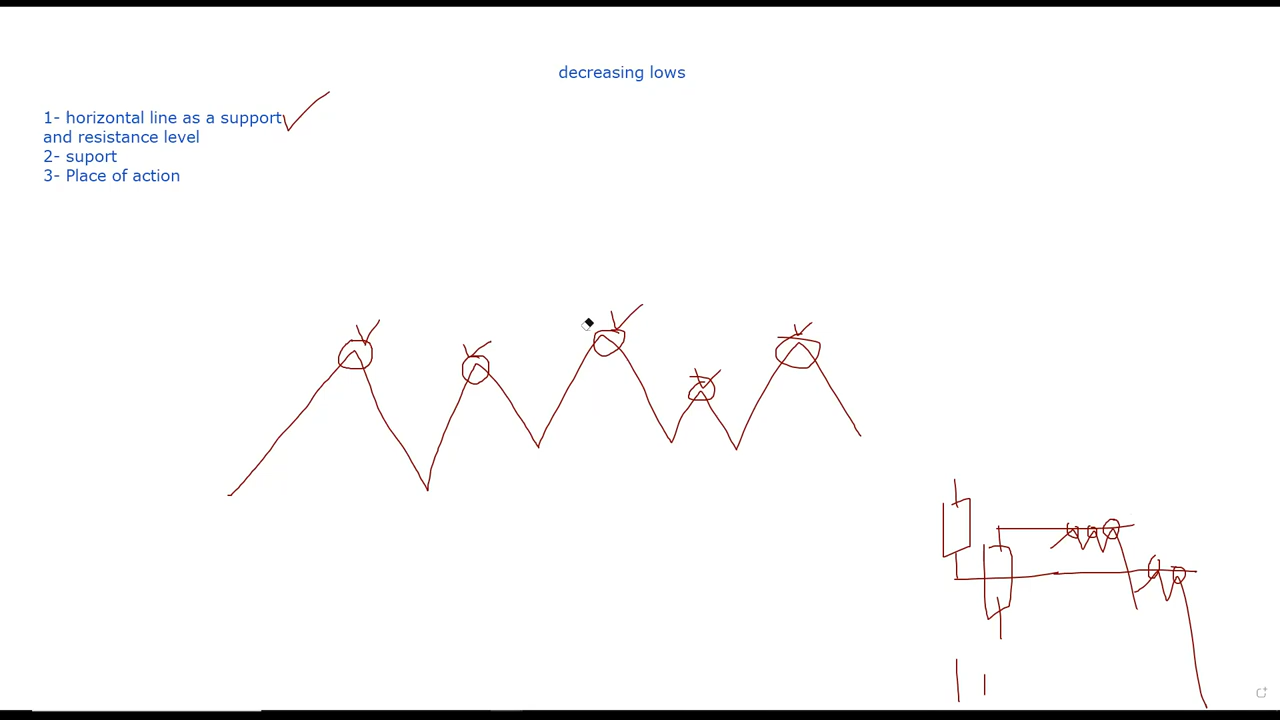 decreasing lows
1- horizontal line as a support
and resistance level
2- suport
3- Place of action